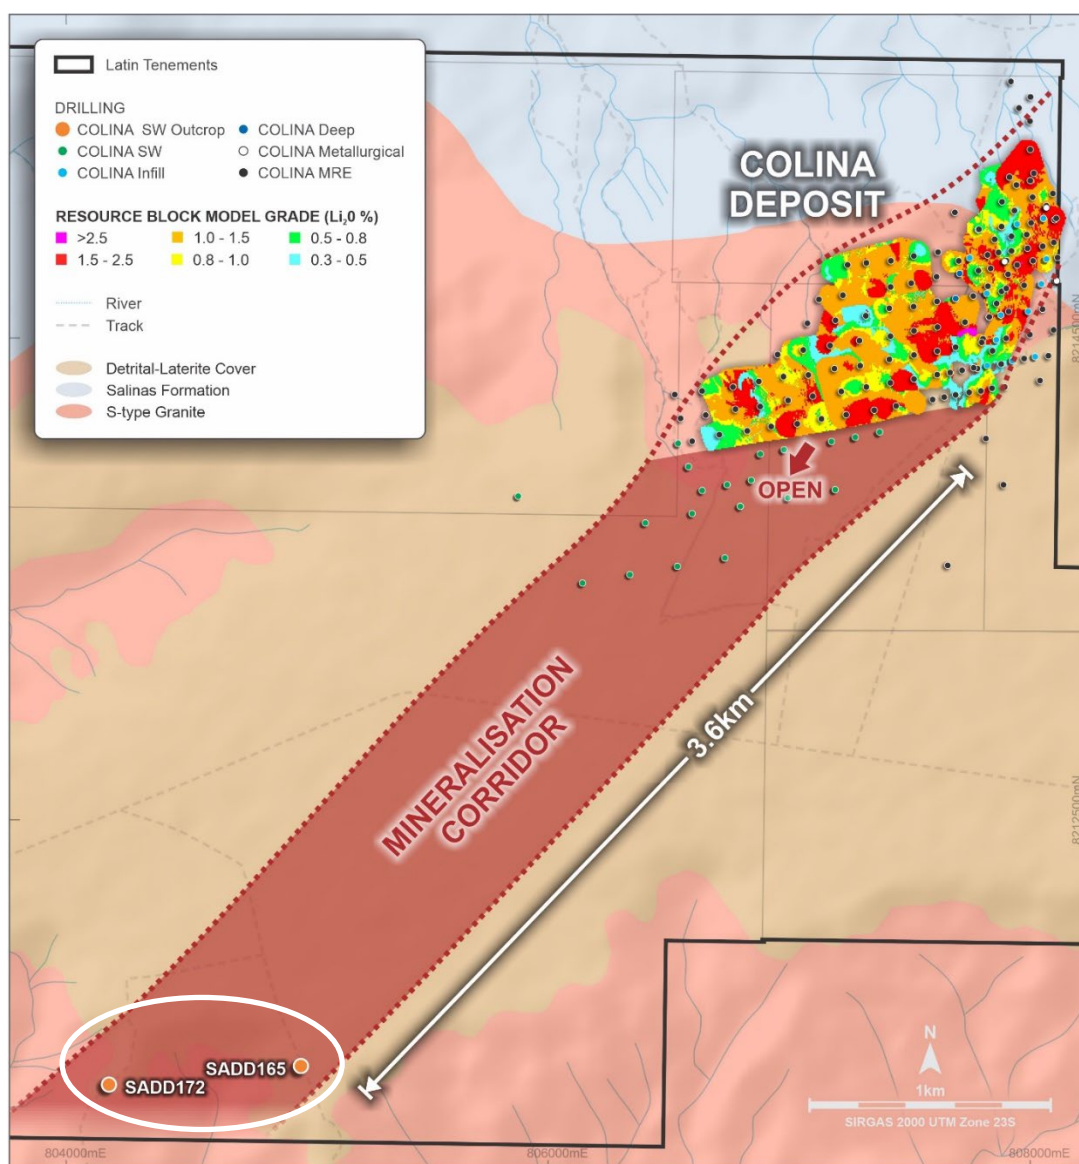 Latin Tenements
DRILLING
COLINA SW Outcrop
COLINA Deep
COLINA SW
COLINA Metallurgical
COLINA Infill
COLINA MRE
RESOURCE BLOCK MODEL GRADE (Li₂0 %)
>2.5
1.0 - 1.5
0.5 - 0.8
1.5 - 2.5
0.8 - 1.0
0.3 - 0.5
River
Track
Detrital-Laterite Cover
Salinas Formation
S-type Granite
COLINA
DEPOSIT
8214500mN
OPEN
3.6km
MINERALISATION
CORRIDOR
8212500mN
SADD165
SADD172
N
1km
SIRGAS 2000 UTM Zone 23S
804000mE
806000mE
808000mE